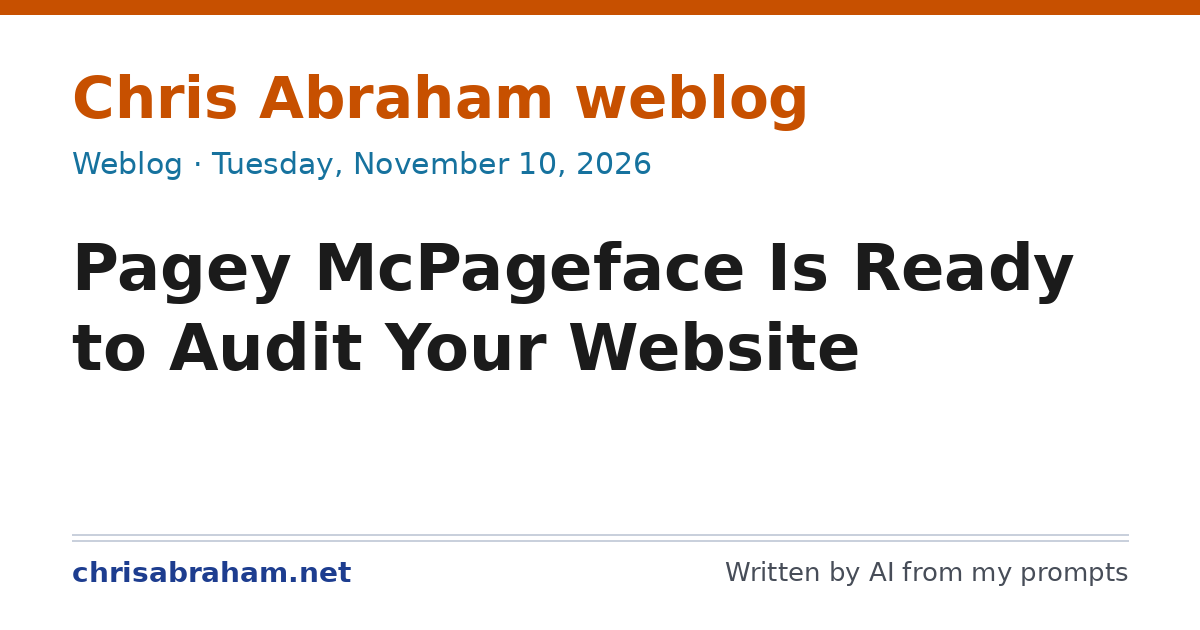 Chris Abraham weblog
Weblog · Tuesday, November 10, 2026
Pagey McPageface Is Ready
to Audit Your Website
chrisabraham.net
Written by AI from my prompts